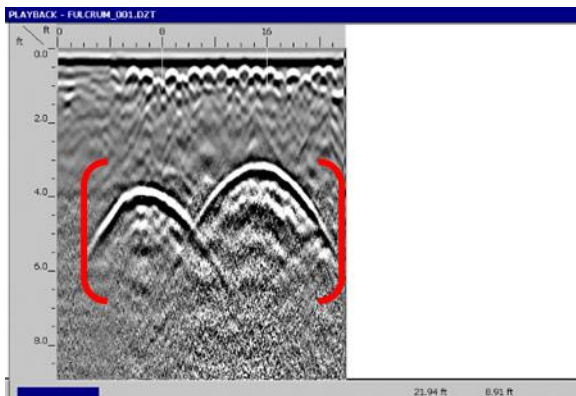 PLAYBACK - FULCRUM_001.DZT
ft
ft
0
8
16
0.0
2.0
4.0
6.0
8.0
21.94 ft 8.91 ft